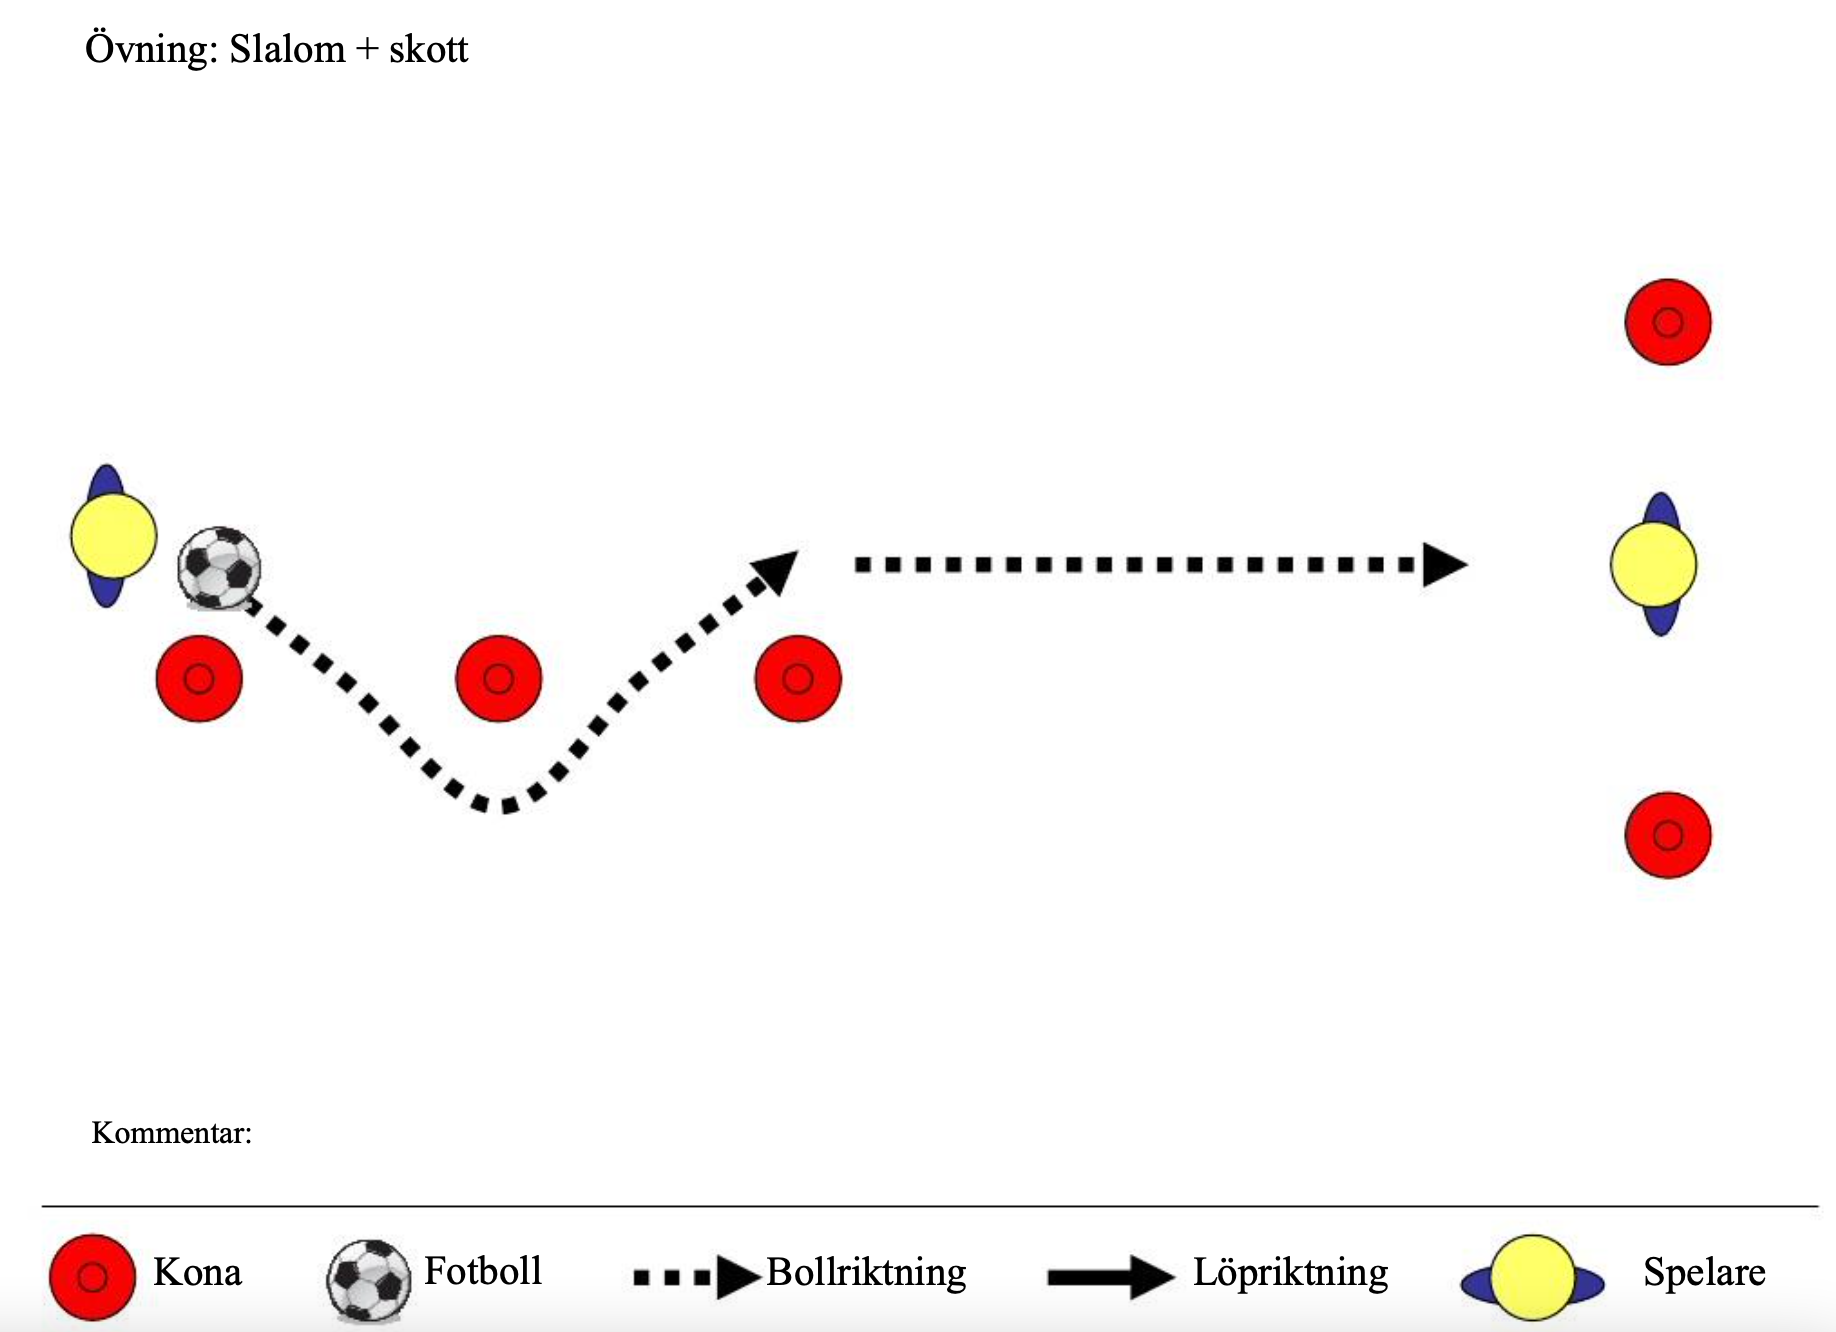 Övning: Slalom + skott
Kommentar:
Kona Fotboll Bollriktning Löpriktning Spelare